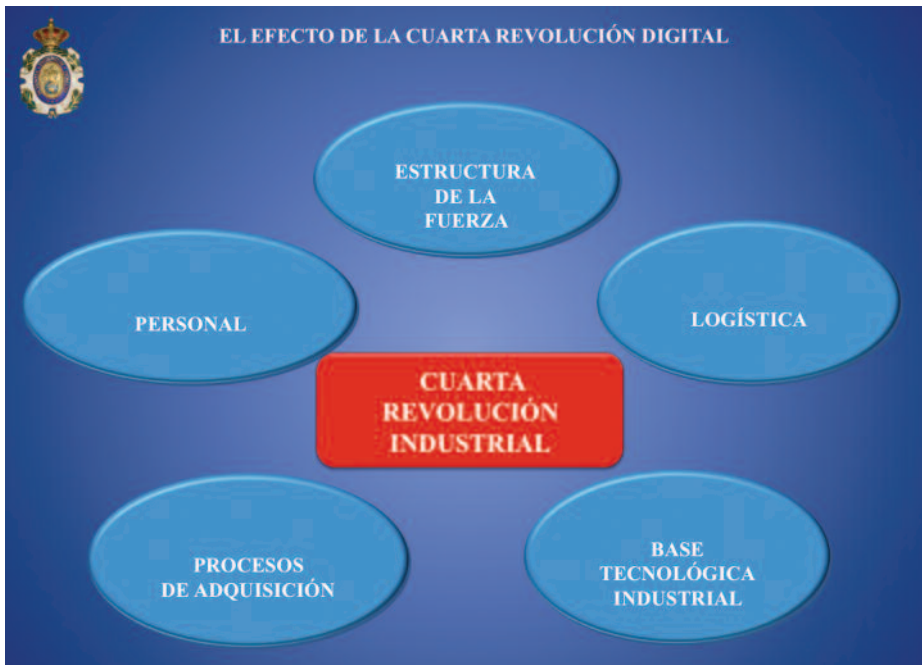 EL EFECTO DE LA CUARTA REVOLUCIÓN DIGITAL
ESTRUCTURA
DE LA
FUERZA
PERSONAL
LOGÍSTICA
CUARTA
REVOLUCIÓN
INDUSTRIAL
PROCESOS
DE ADQUISICIÓN
BASE
TECNOLÓGICA
INDUSTRIAL